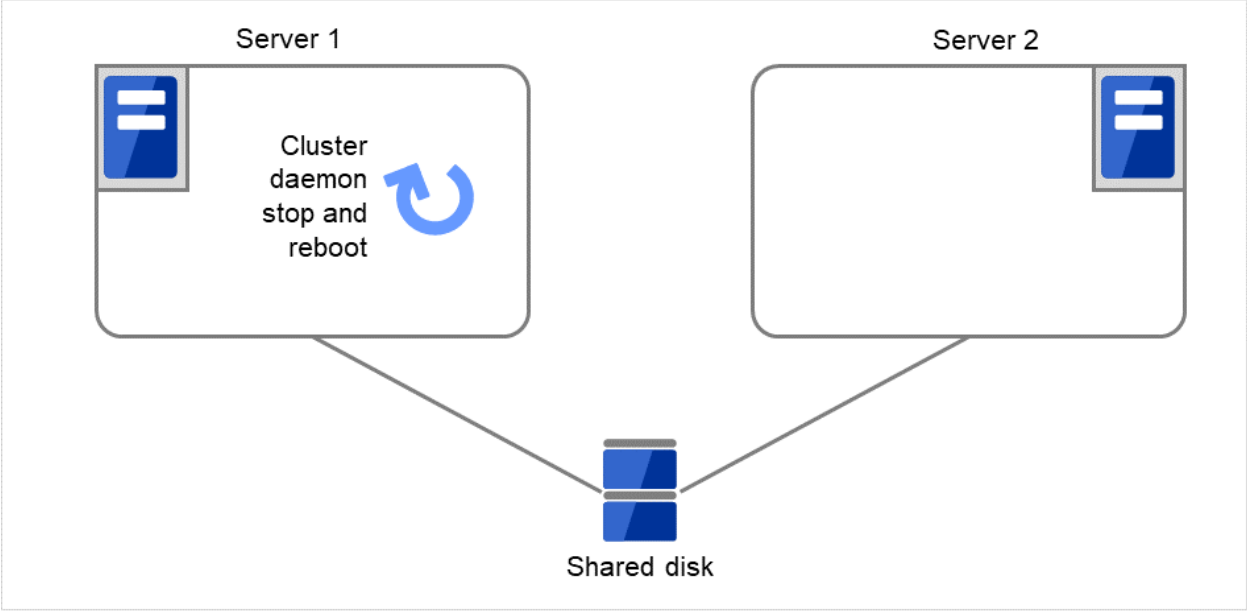 Server 1
Server 2
Cluster
daemon
stop and
reboot
Shared disk